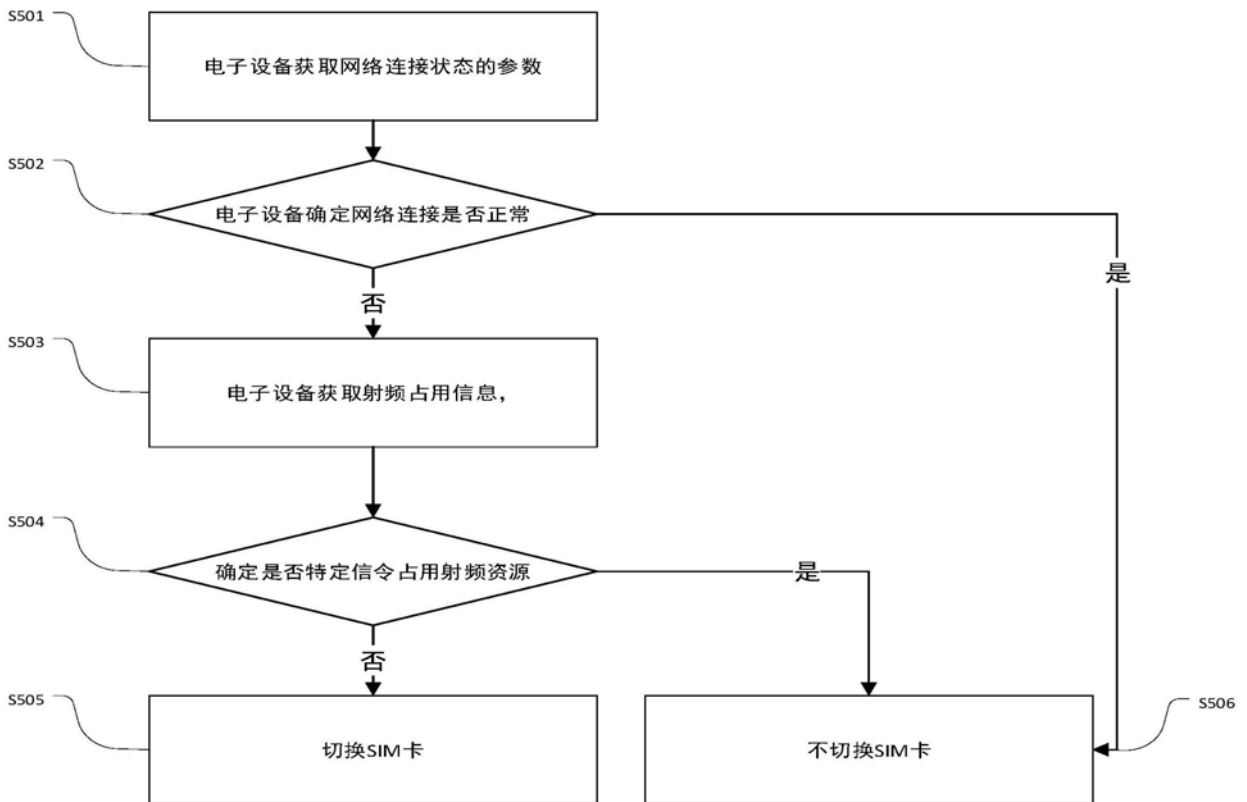 S501
电子设备获取网络连接状态的参数
S502
电子设备确定网络连接是否正常
是
否
S503
电子设备获取射频占用信息，
S504
确定是否特定信令占用射频资源
是
否
S505
切换SIM卡
不切换SIM卡
S506